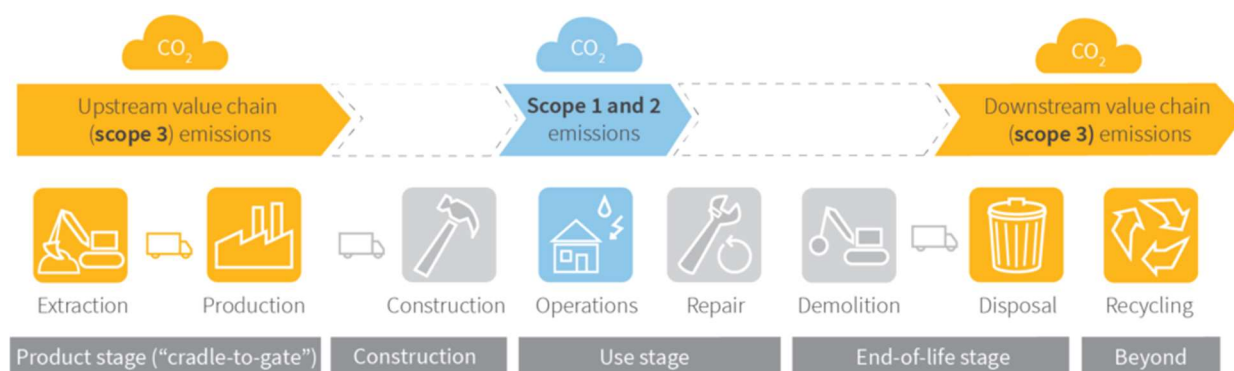 CO₂
CO₂
CO₂
Upstream value chain
(scope 3) emissions
Scope 1 and 2
emissions
Downstream value chain
(scope 3) emissions
Extraction
Production
Construction
Operations
Repair
Demolition
Disposal
Recycling
Product stage (“cradle-to-gate”)
Construction
Use stage
End-of-life stage
Beyond